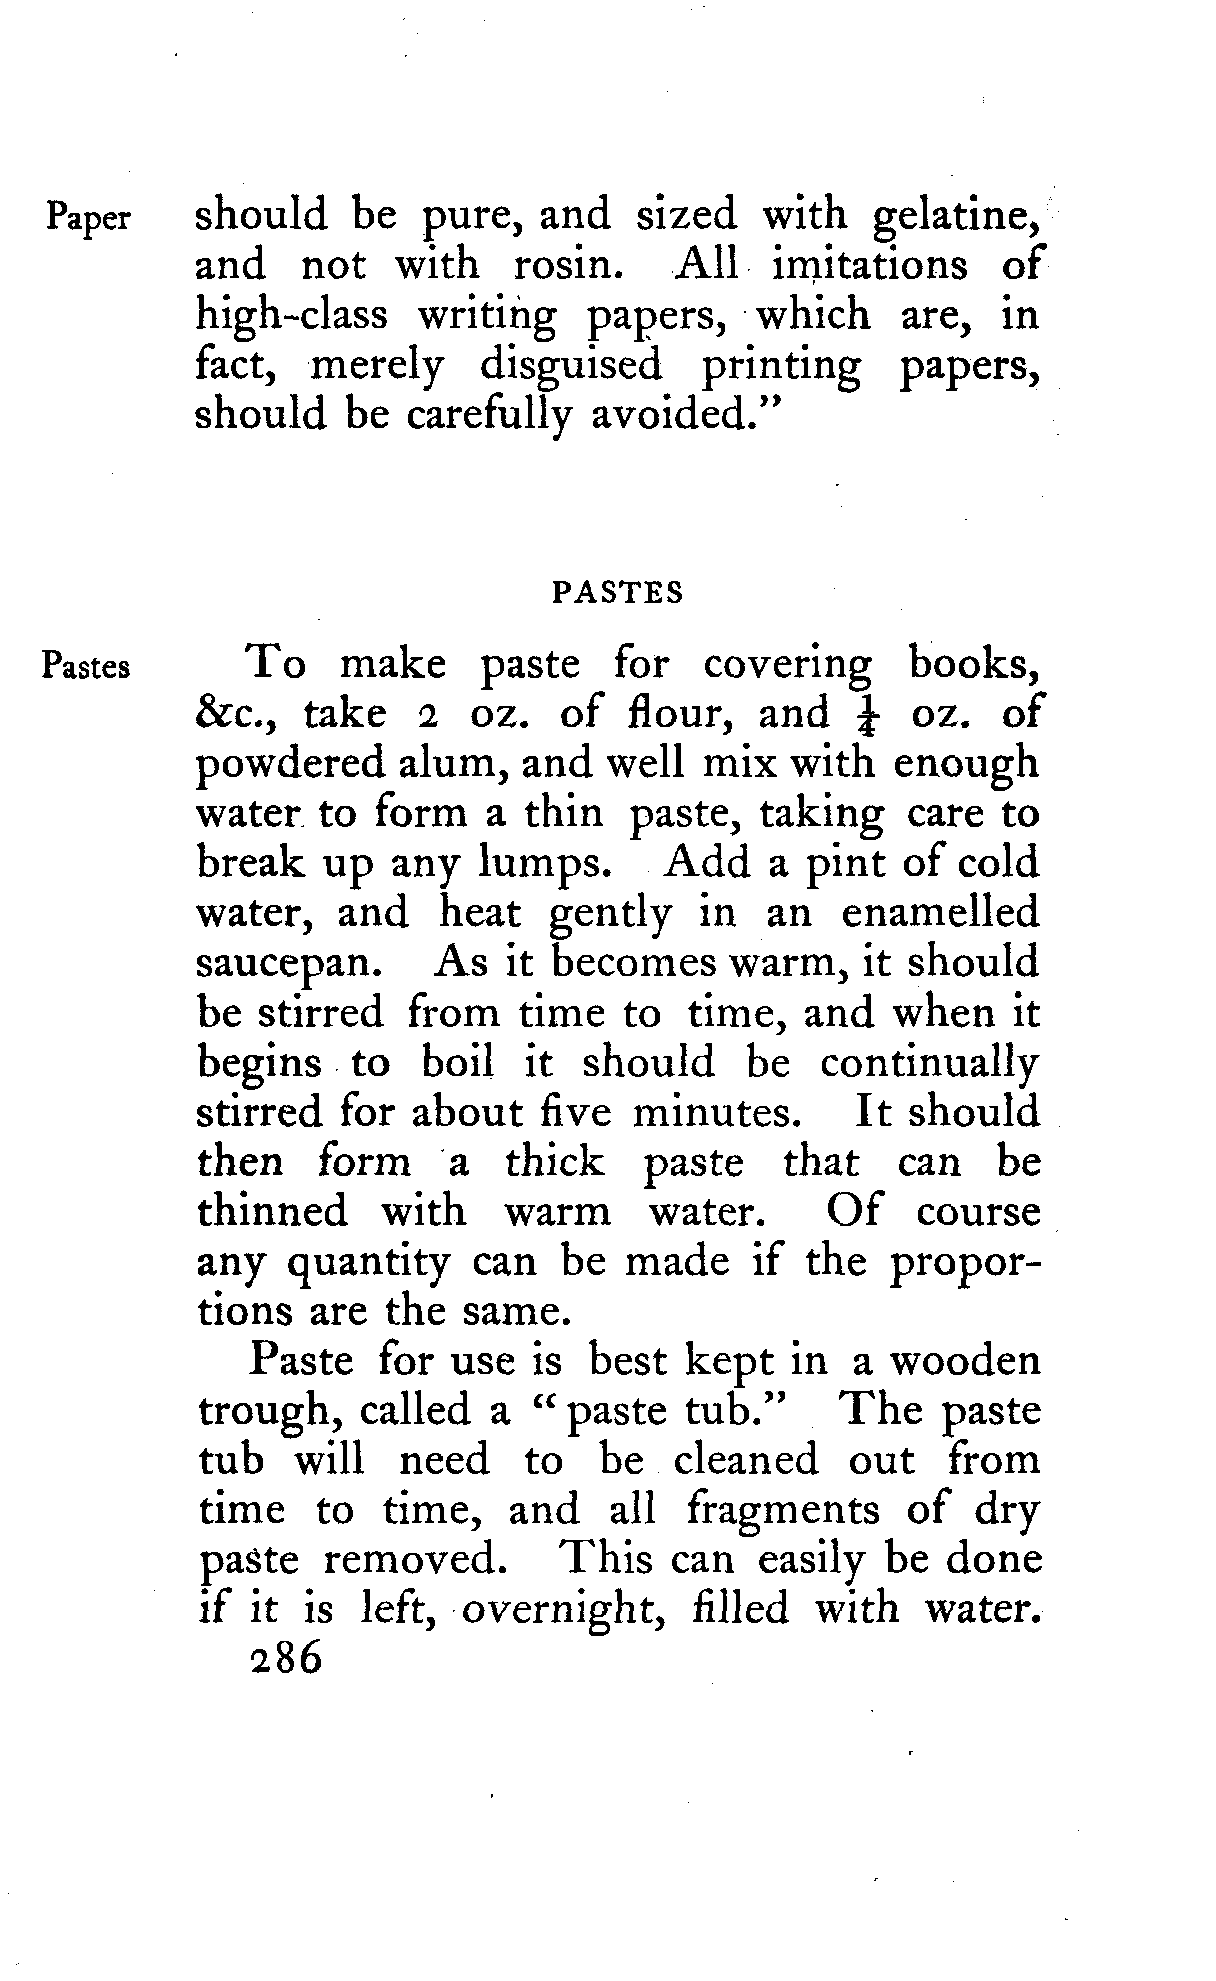 Paper should be pure, and sized with gelatine,
and not with rosin. All imitations of
high-class writing papers, which are, in
fact, merely disguised printing papers,
should be carefully avoided."
PASTES
Pastes To make paste for covering books,
&c., take 2 oz. of flour, and ¼ oz. of
powdered alum, and well mix with enough
water to form a thin paste, taking care to
break up any lumps. Add a pint of cold
water, and heat gently in an enamelled
saucepan. As it becomes warm, it should
be stirred from time to time, and when it
begins to boil it should be continually
stirred for about five minutes. It should
then form a thick paste that can be
thinned with warm water. Of course
any quantity can be made if the propor-
tions are the same.
Paste for use is best kept in a wooden
trough, called a "paste tub." The paste
tub will need to be cleaned out from
time to time, and all fragments of dry
paste removed. This can easily be done
if it is left, overnight, filled with water.
286